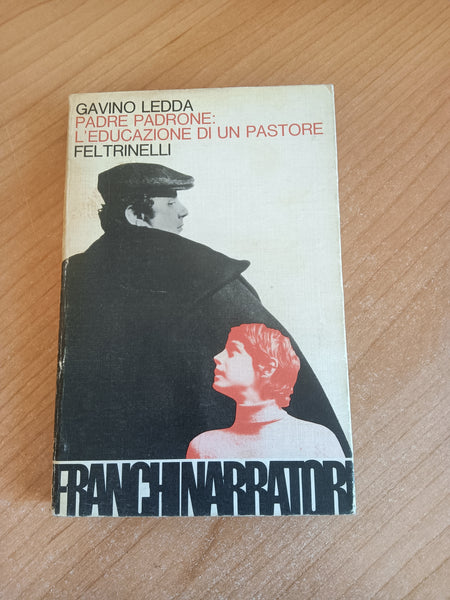 GAVINO LEDDA
PADRE PADRONE:
L'EDUCAZIONE DI UN PASTORE
FELTRINELLI
FRANCHI NARRATORI